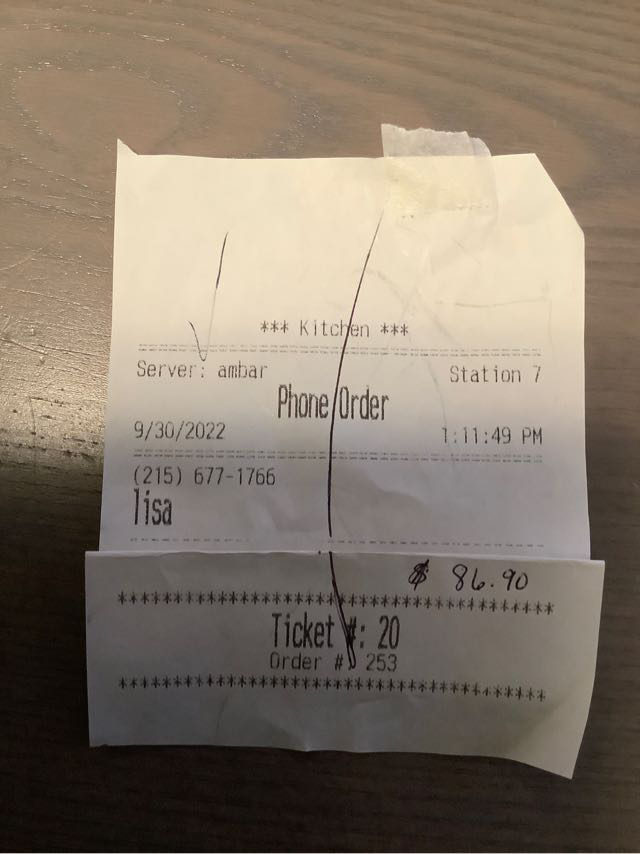 *** Kitchen ***
Server: ambar Station 7
Phone Order
9/30/2022 1:11:49 PM
(215) 677-1766
lisa
$ 86.90
******************************************
Ticket #: 20
Order #: 253
******************************************